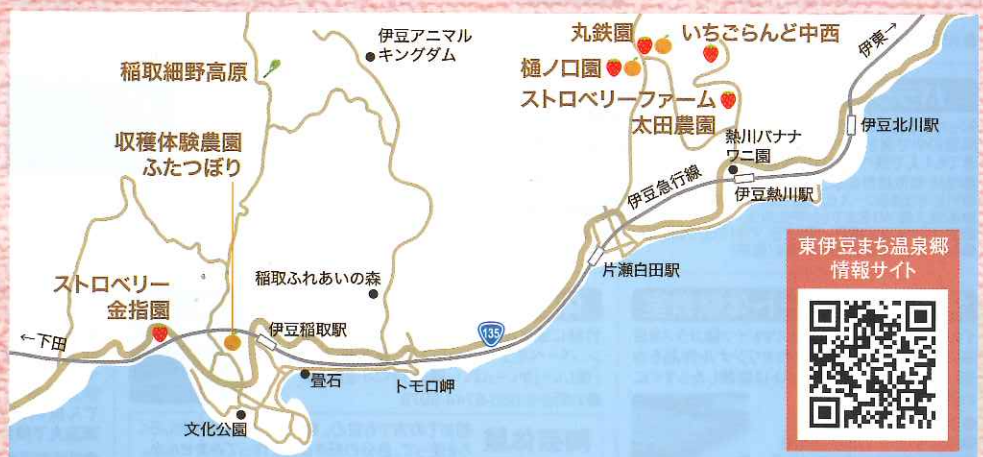 伊豆アニマル
キングダム
稲取細野高原
収穫体験農園
ふたつぼり
丸鉄園
いちごらんど中西
樋ノ口園
ストロベリーファーム
太田農園
伊東→
伊豆北川駅
熱川バナナ
ワニ園
伊豆急行線
伊豆熱川駅
片瀬白田駅
東伊豆まち温泉郷
情報サイト
稲取ふれあいの森
ストロベリー
金指園
伊豆稲取駅
135
←下田
畳石
トモロ岬
文化公園